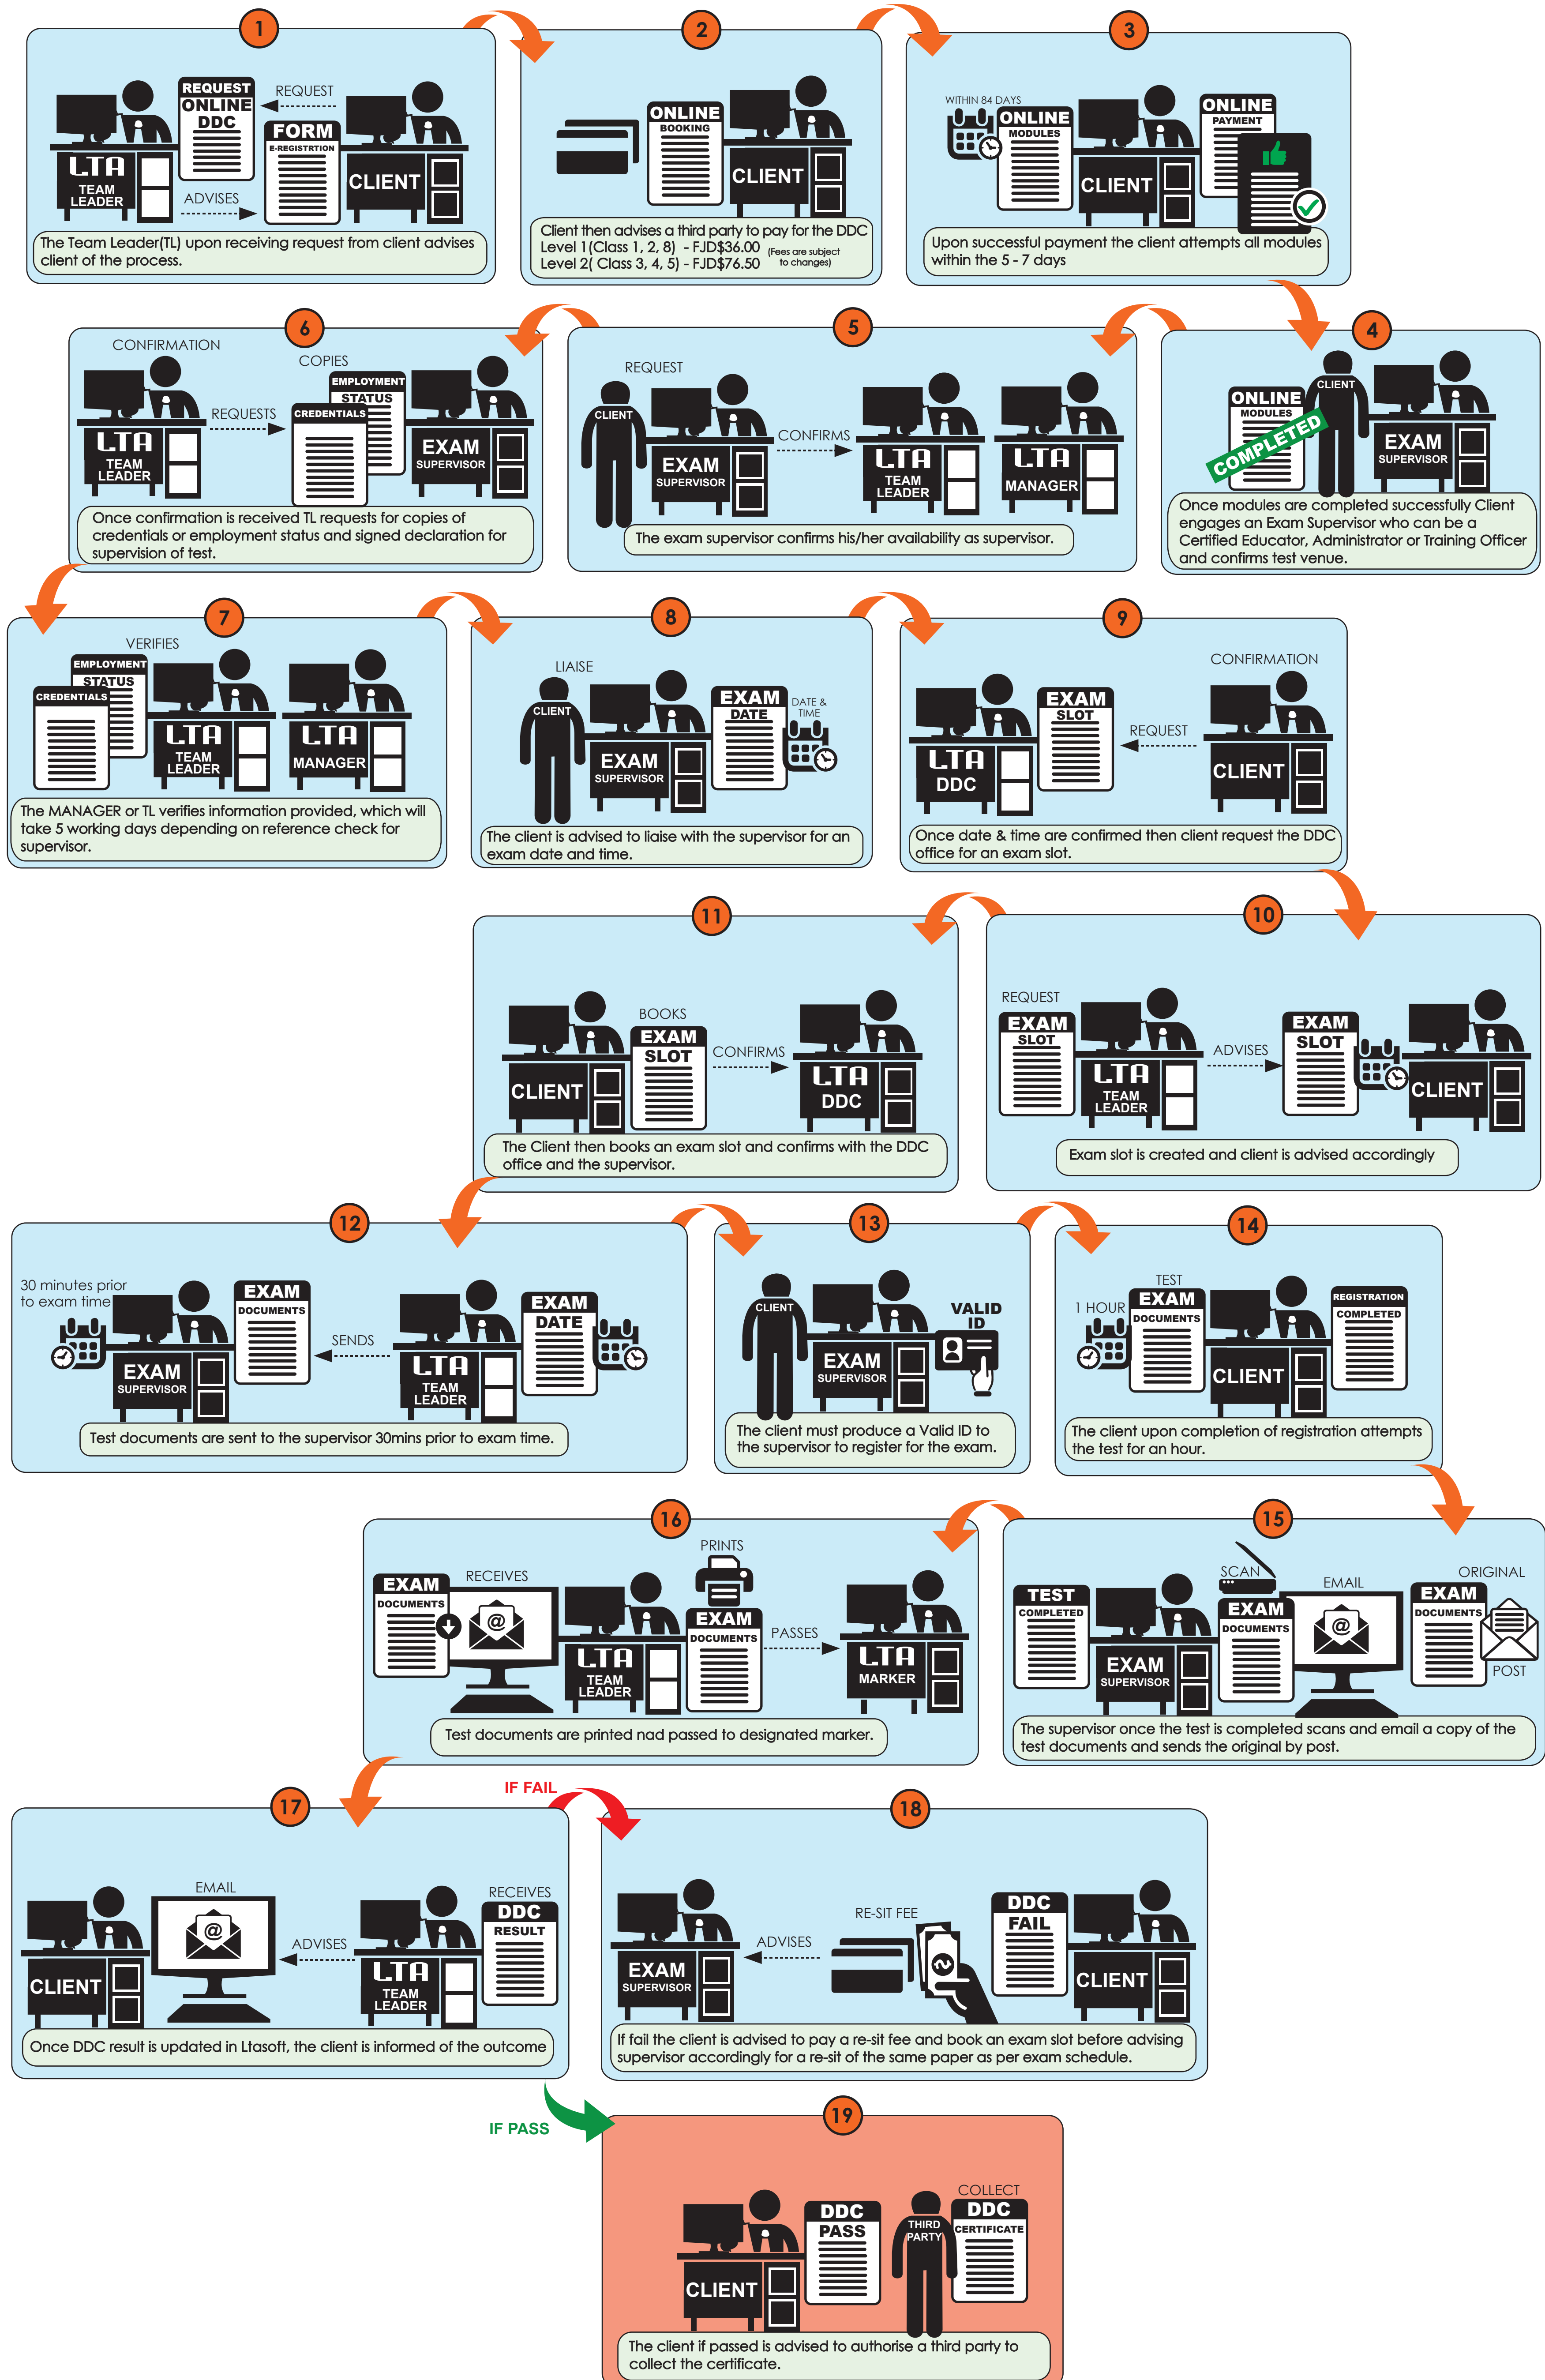 1
REQUEST
ONLINE
DDC
REQUEST
FORM
E-REGISTRTION
LTA
TEAM
LEADER
ADVISES
CLIENT
The Team Leader(TL) upon receiving request from client advises
client of the process.
2
ONLINE
BOOKING
CLIENT
Client then advises a third party to pay for the DDC
Level 1(Class 1, 2, 8) - FJD$36.00
Level 2( Class 3, 4, 5) - FJD$76.50
(Fees are subject
to changes)
3
WITHIN 84 DAYS
ONLINE
MODULES
CLIENT
ONLINE
PAYMENT
Upon successful payment the client attempts all modules
within the 5 - 7 days
4
ONLINE
MODULES
COMPLETED
CLIENT
EXAM
SUPERVISOR
Once modules are completed successfully Client
engages an Exam Supervisor who can be a
Certified Educator, Administrator or Training Officer
and confirms test venue.
5
REQUEST
CLIENT
EXAM
SUPERVISOR
CONFIRMS
LTA
TEAM
LEADER
LTA
MANAGER
The exam supervisor confirms his/her availability as supervisor.
6
CONFIRMATION
LTA
TEAM
LEADER
REQUESTS
COPIES
EMPLOYMENT
STATUS
CREDENTIALS
EXAM
SUPERVISOR
Once confirmation is received TL requests for copies of
credentials or employment status and signed declaration for
supervision of test.
7
VERIFIES
EMPLOYMENT
STATUS
CREDENTIALS
LTA
TEAM
LEADER
LTA
MANAGER
The MANAGER or TL verifies information provided, which will
take 5 working days depending on reference check for
supervisor.
8
LIAISE
CLIENT
EXAM
SUPERVISOR
EXAM
DATE
DATE &
TIME
The client is advised to liaise with the supervisor for an
exam date and time.
9
LTA
DDC
EXAM
SLOT
REQUEST
CONFIRMATION
CLIENT
Once date & time are confirmed then client request the DDC
office for an exam slot.
10
REQUEST
EXAM
SLOT
LTA
TEAM
LEADER
ADVISES
EXAM
SLOT
CLIENT
Exam slot is created and client is advised accordingly
11
CLIENT
BOOKS
EXAM
SLOT
CONFIRMS
LTA
DDC
The Client then books an exam slot and confirms with the DDC
office and the supervisor.
12
30 minutes prior
to exam time
EXAM
SUPERVISOR
EXAM
DOCUMENTS
SENDS
LTA
TEAM
LEADER
EXAM
DATE
Test documents are sent to the supervisor 30mins prior to exam time.
13
CLIENT
EXAM
SUPERVISOR
VALID
ID
The client must produce a Valid ID to
the supervisor to register for the exam.
14
1 HOUR
TEST
EXAM
DOCUMENTS
CLIENT
REGISTRATION
COMPLETED
The client upon completion of registration attempts
the test for an hour.
15
TEST
COMPLETED
EXAM
SUPERVISOR
SCAN
EXAM
DOCUMENTS
EMAIL
@
ORIGINAL
EXAM
DOCUMENTS
POST
The supervisor once the test is completed scans and email a copy of the
test documents and sends the original by post.
16
EXAM
DOCUMENTS
RECEIVES
@
LTA
TEAM
LEADER
PRINTS
EXAM
DOCUMENTS
PASSES
LTA
MARKER
Test documents are printed nad passed to designated marker.
17
CLIENT
EMAIL
@
ADVISES
LTA
TEAM
LEADER
RECEIVES
DDC
RESULT
Once DDC result is updated in Ltasoft, the client is informed of the outcome
IF FAIL
18
EXAM
SUPERVISOR
ADVISES
RE-SIT FEE
DDC
FAIL
CLIENT
If fail the client is advised to pay a re-sit fee and book an exam slot before advising
supervisor accordingly for a re-sit of the same paper as per exam schedule.
IF PASS
19
CLIENT
DDC
PASS
THIRD
PARTY
COLLECT
DDC
CERTIFICATE
The client if passed is advised to authorise a third party to
collect the certificate.